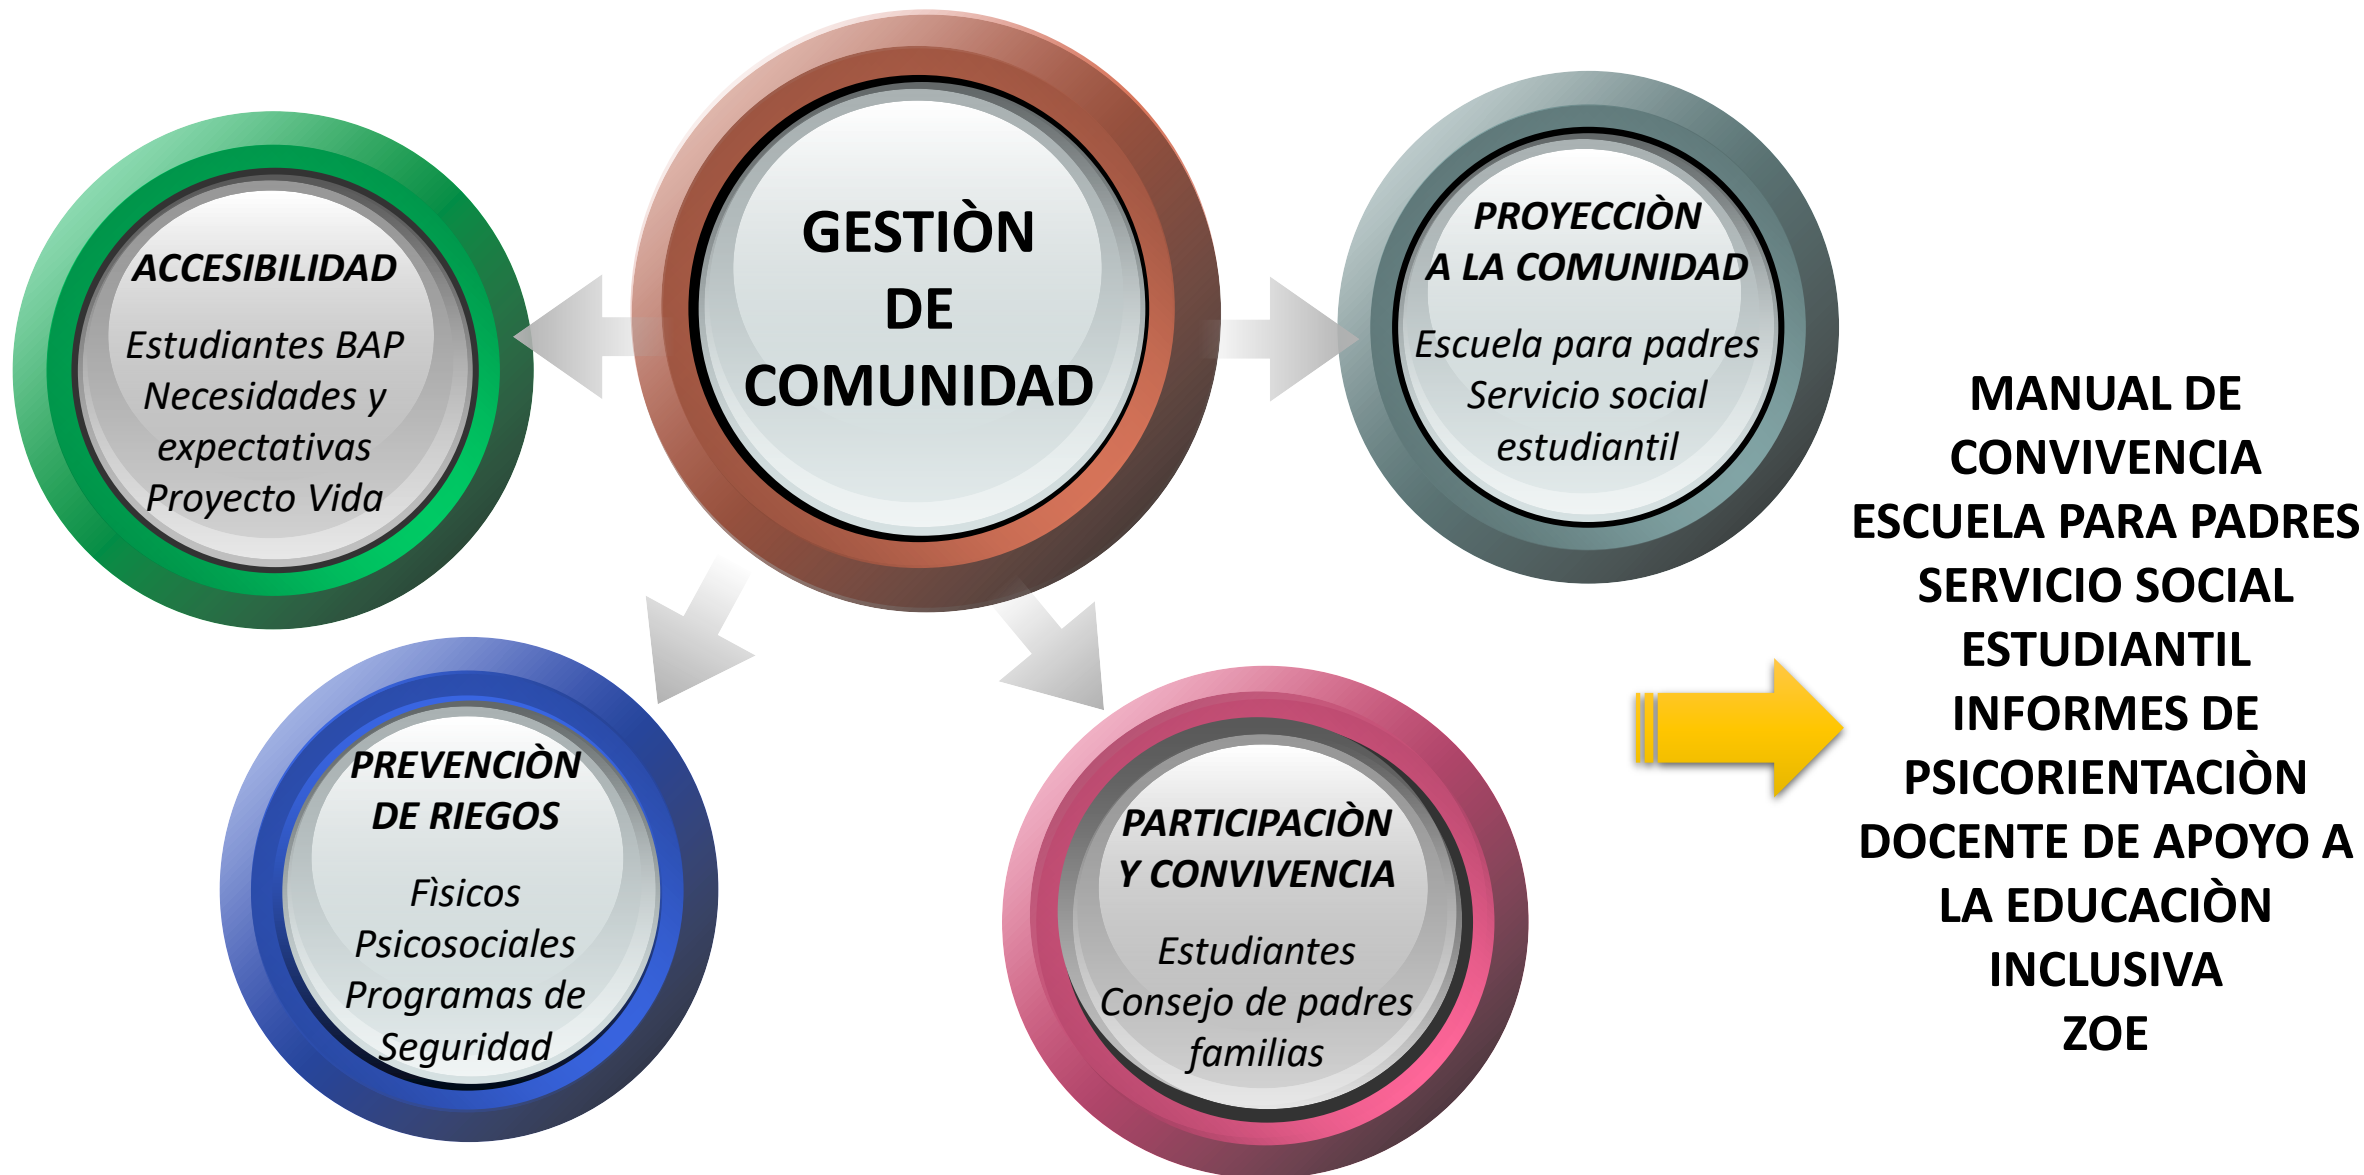 GESTIÒN
DE
COMUNIDAD
ACCESIBILIDAD
Estudiantes BAP
Necesidades y
expectativas
Proyecto Vida
PROYECCIÒN
A LA COMUNIDAD
Escuela para padres
Servicio social
estudiantil
PREVENCIÒN
DE RIEGOS
Fìsicos
Psicosociales
Programas de
Seguridad
PARTICIPACIÒN
Y CONVIVENCIA
Estudiantes
Consejo de padres
familias
MANUAL DE
CONVIVENCIA
ESCUELA PARA PADRES
SERVICIO SOCIAL
ESTUDIANTIL
INFORMES DE
PSICORIENTACIÒN
DOCENTE DE APOYO A
LA EDUCACIÒN
INCLUSIVA
ZOE